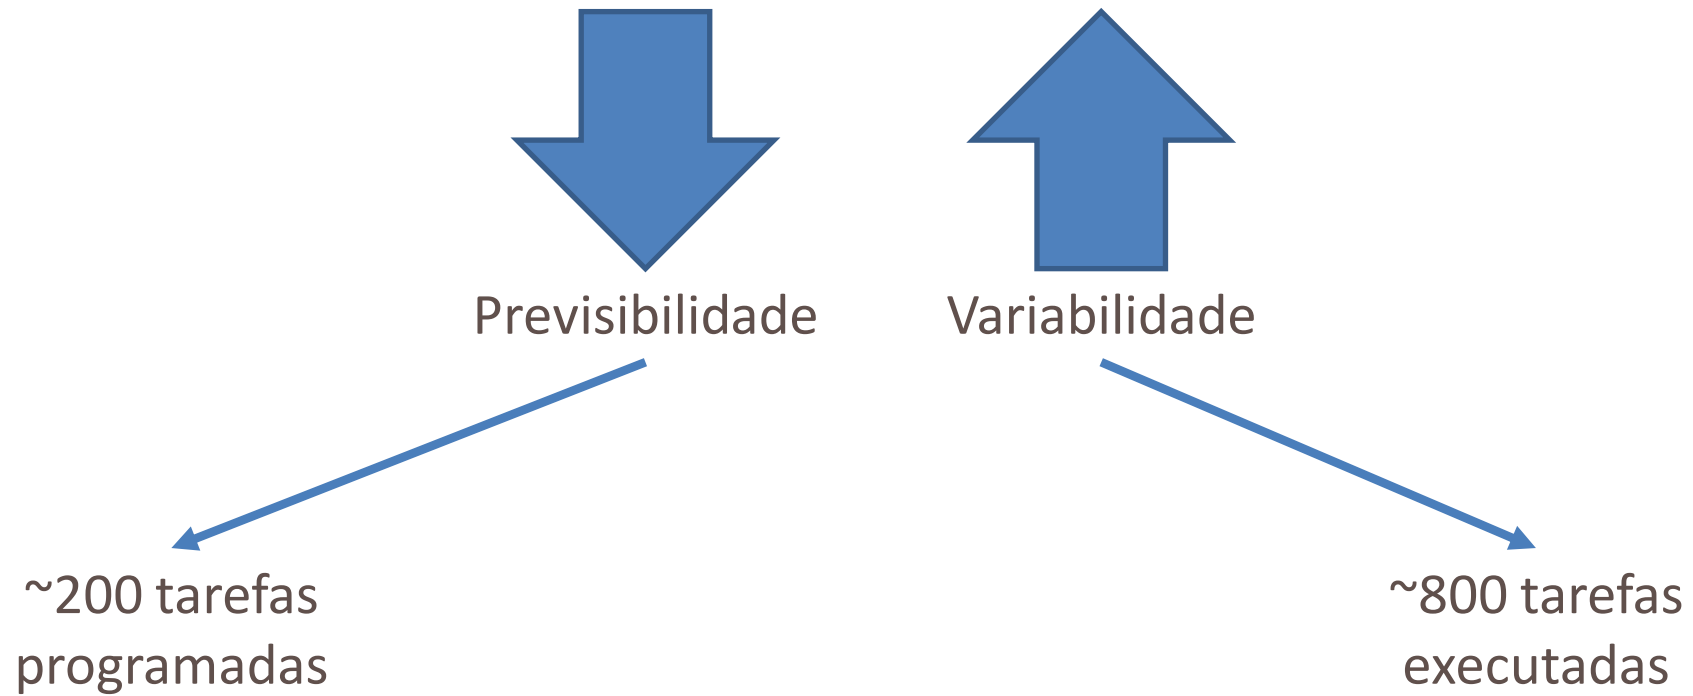 Previsibilidade
Variabilidade
~200 tarefas
programadas
~800 tarefas
executadas